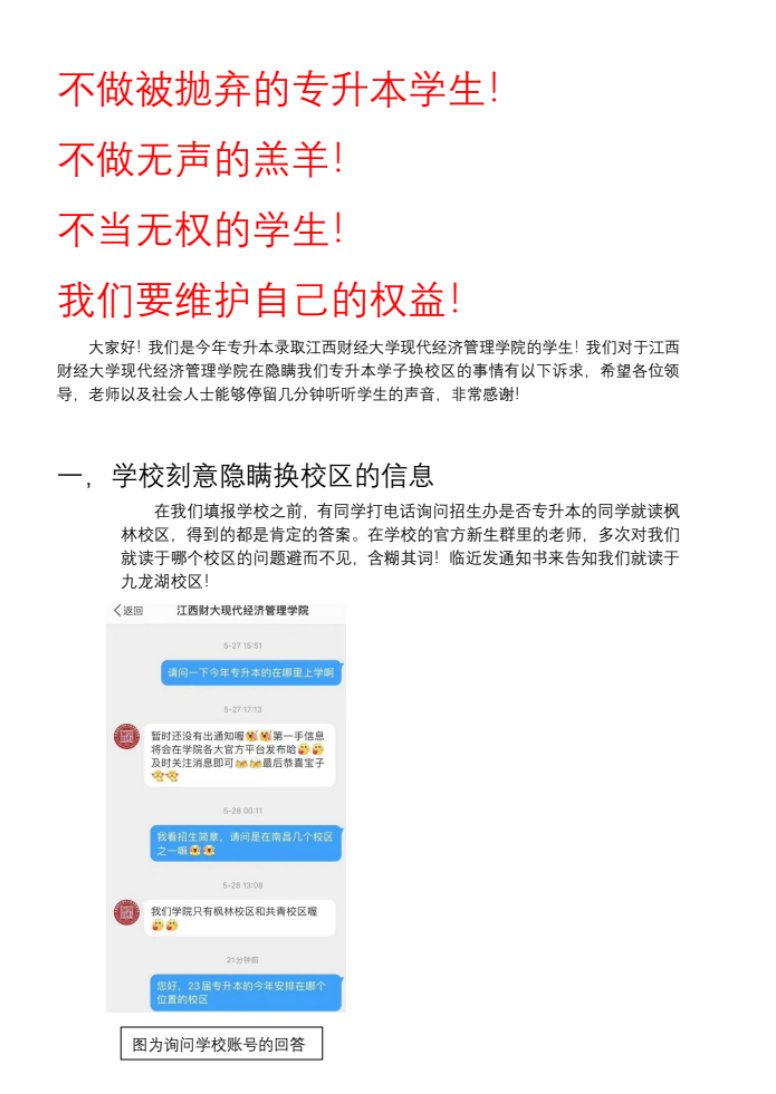 不做被抛弃的专升本学生！
不做无声的羔羊！
不当无权的学生！
我们要维护自己的权益！
大家好！我们是今年专升本录取江西财经大学现代经济管理学院的学生！我们对于江西
财经大学现代经济管理学院在隐瞒我们专升本学子换校区的事情有以下诉求，希望各位领
导，老师以及社会人士能够停留几分钟听听学生的声音，非常感谢！
一，学校刻意隐瞒换校区的信息
在我们填报学校之前，有同学打电话询问招生办是否专升本的同学就读枫
林校区，得到的都是肯定的答案。在学校的官方新生群里的老师，多次对我们
就读于哪个校区的问题避而不见，含糊其词！临近发通知书来告知我们就读于
九龙湖校区！
返回 江西财大现代经济管理学院
5-27 15:51
请问一下今年专升本的在哪里上学啊
5-27 17:13
暂时还没有出通知喔第一手信息
将会在学院各大官方平台发布哈
及时关注消息即可最后恭喜宝子
5-28 00:11
我看招生简章，请问是在南昌几个校区
之一嘛
5-28 13:08
我们学院只有枫林校区和共青校区喔
21分钟前
您好，23届专升本的今年安排在哪个
位置的校区
图为询问学校账号的回答